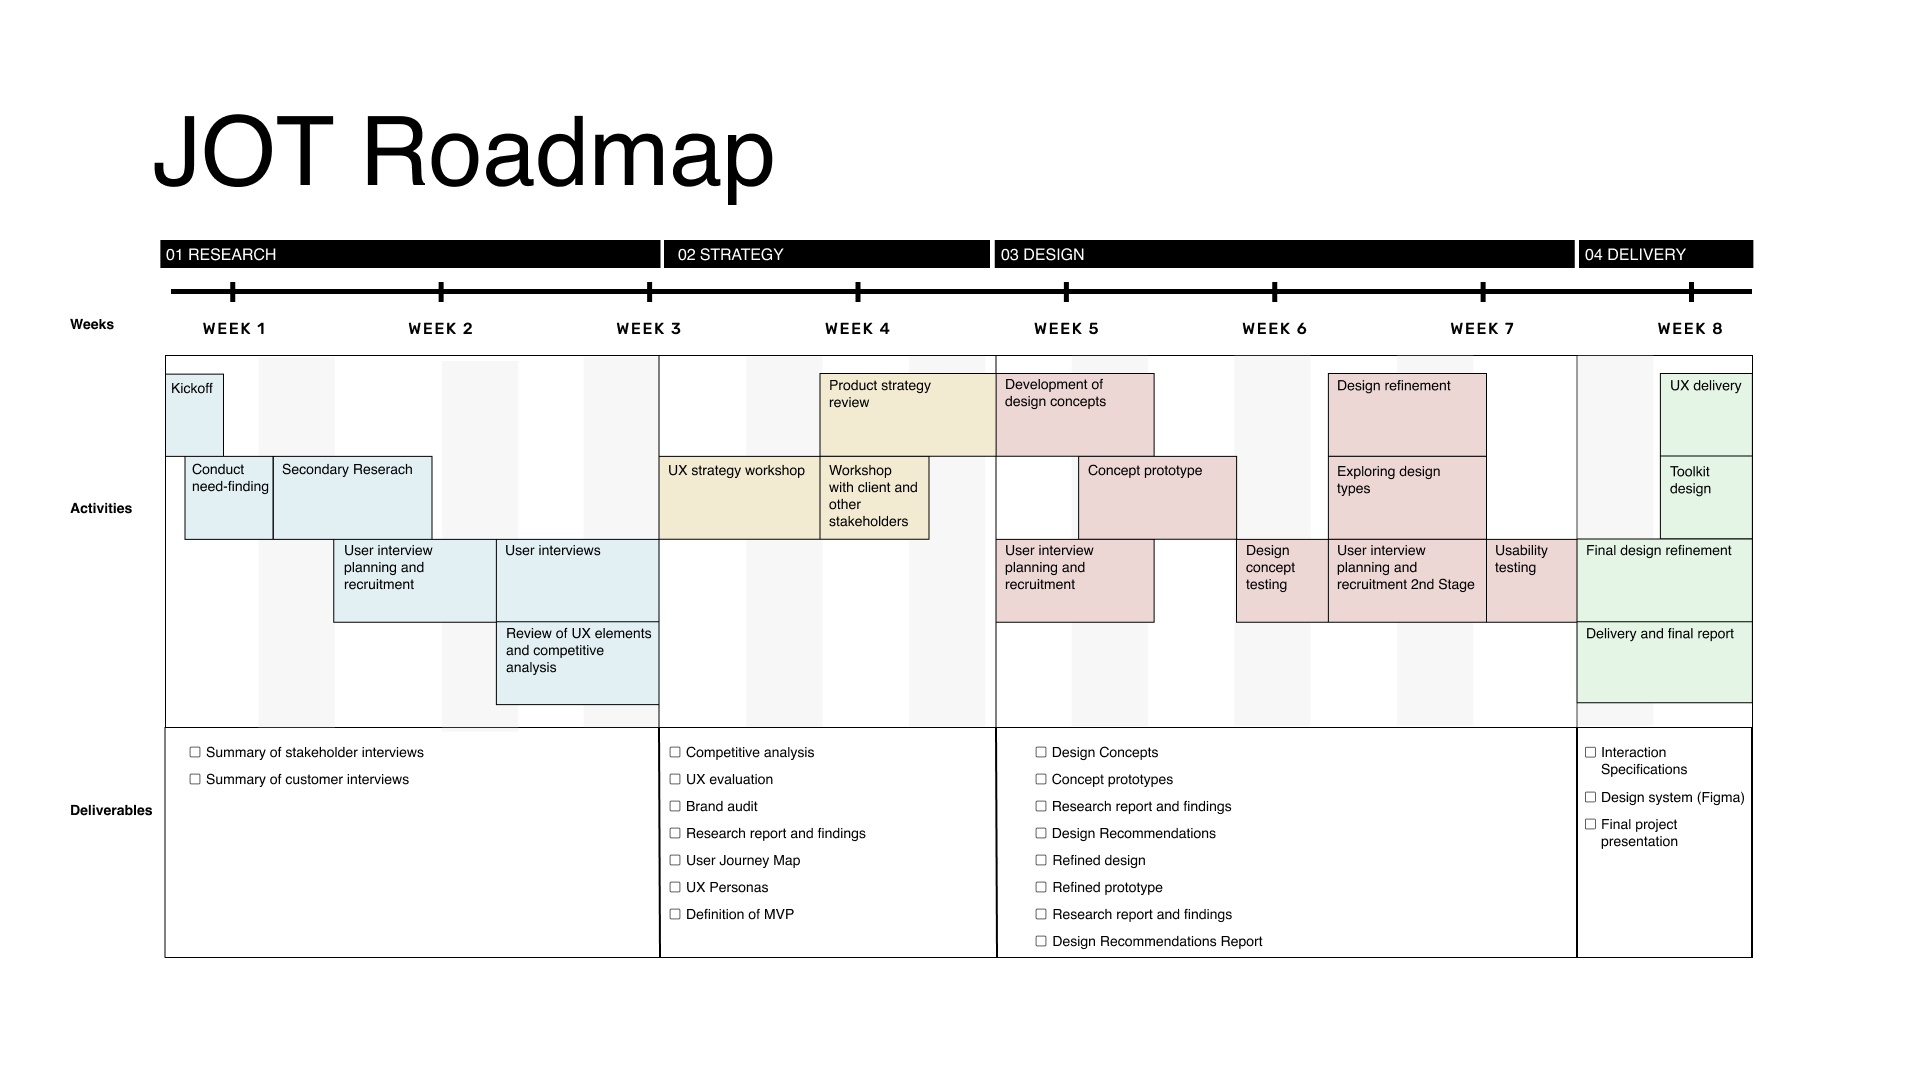 JOT Roadmap
01 RESEARCH
02 STRATEGY
03 DESIGN
04 DELIVERY
Weeks
WEEK 1
WEEK 2
WEEK 3
WEEK 4
WEEK 5
WEEK 6
WEEK 7
WEEK 8
Activities
Kickoff
Conduct
need-finding
Secondary Reserach
User interview
planning and
recruitment
User interviews
Review of UX elements
and competitive
analysis
UX strategy workshop
Product strategy
review
Workshop
with client and
other
stakeholders
Development of
design concepts
Concept prototype
User interview
planning and
recruitment
Design
concept
testing
Design refinement
Exploring design
types
User interview
planning and
recruitment 2nd Stage
Usability
testing
UX delivery
Toolkit
design
Final design refinement
Delivery and final report
Deliverables
Summary of stakeholder interviews
Summary of customer interviews
Competitive analysis
UX evaluation
Brand audit
Research report and findings
User Journey Map
UX Personas
Definition of MVP
Design Concepts
Concept prototypes
Research report and findings
Design Recommendations
Refined design
Refined prototype
Research report and findings
Design Recommendations Report
Interaction
Specifications
Design system (Figma)
Final project
presentation